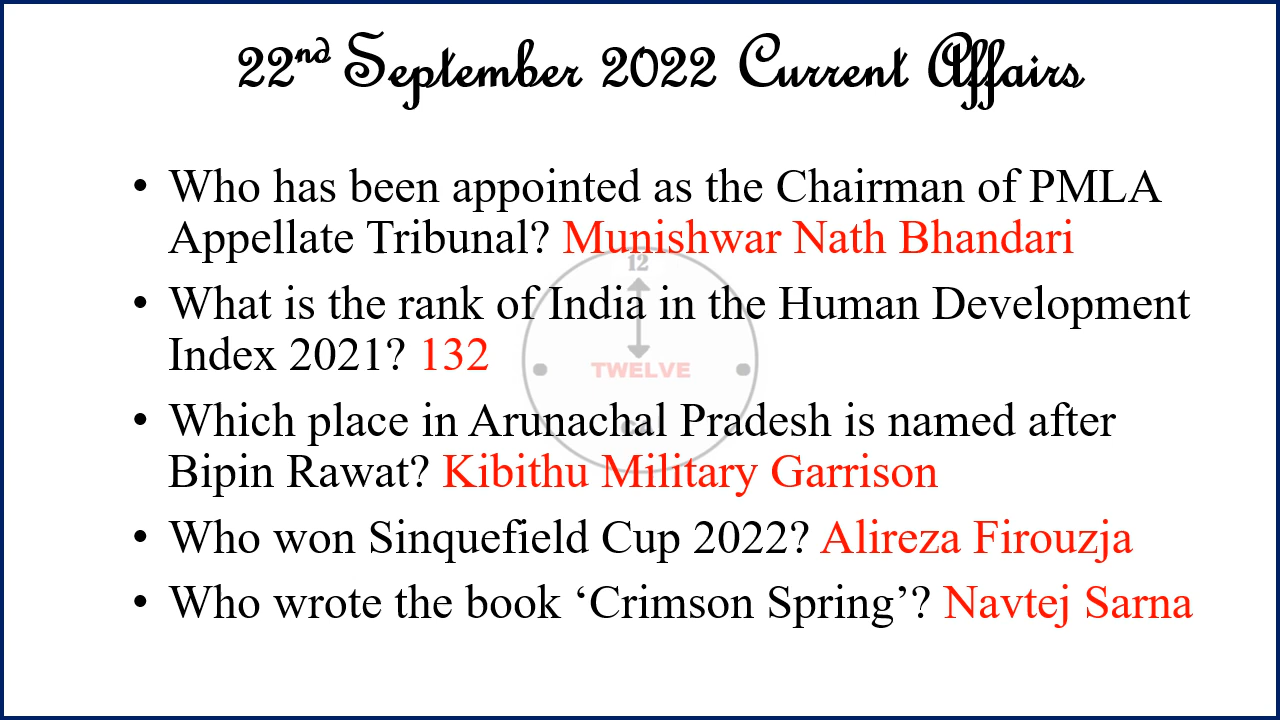 22nd September 2022 Current Affairs
• Who has been appointed as the Chairman of PMLA
Appellate Tribunal? Munishwar Nath Bhandari
• What is the rank of India in the Human Development
Index 2021? 132
• Which place in Arunachal Pradesh is named after
Bipin Rawat? Kibithu Military Garrison
• Who won Sinquefield Cup 2022? Alireza Firouzja
• Who wrote the book ‘Crimson Spring’? Navtej Sarna
12
TWELVE